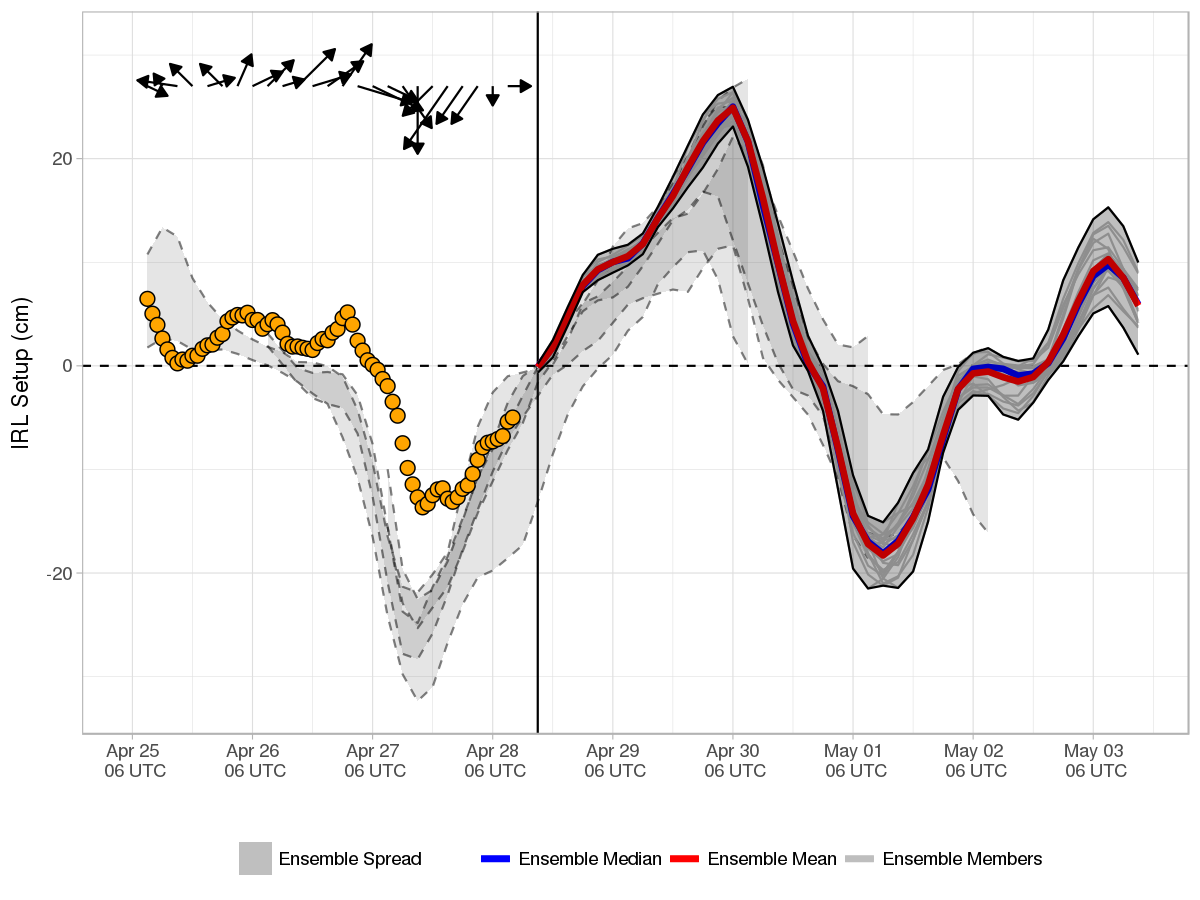 IRL Setup (cm)
20
0
-20
Apr 25
06 UTC
Apr 26
06 UTC
Apr 27
06 UTC
Apr 28
06 UTC
Apr 29
06 UTC
Apr 30
06 UTC
May 01
06 UTC
May 02
06 UTC
May 03
06 UTC
Ensemble Spread
Ensemble Median
Ensemble Mean
Ensemble Members